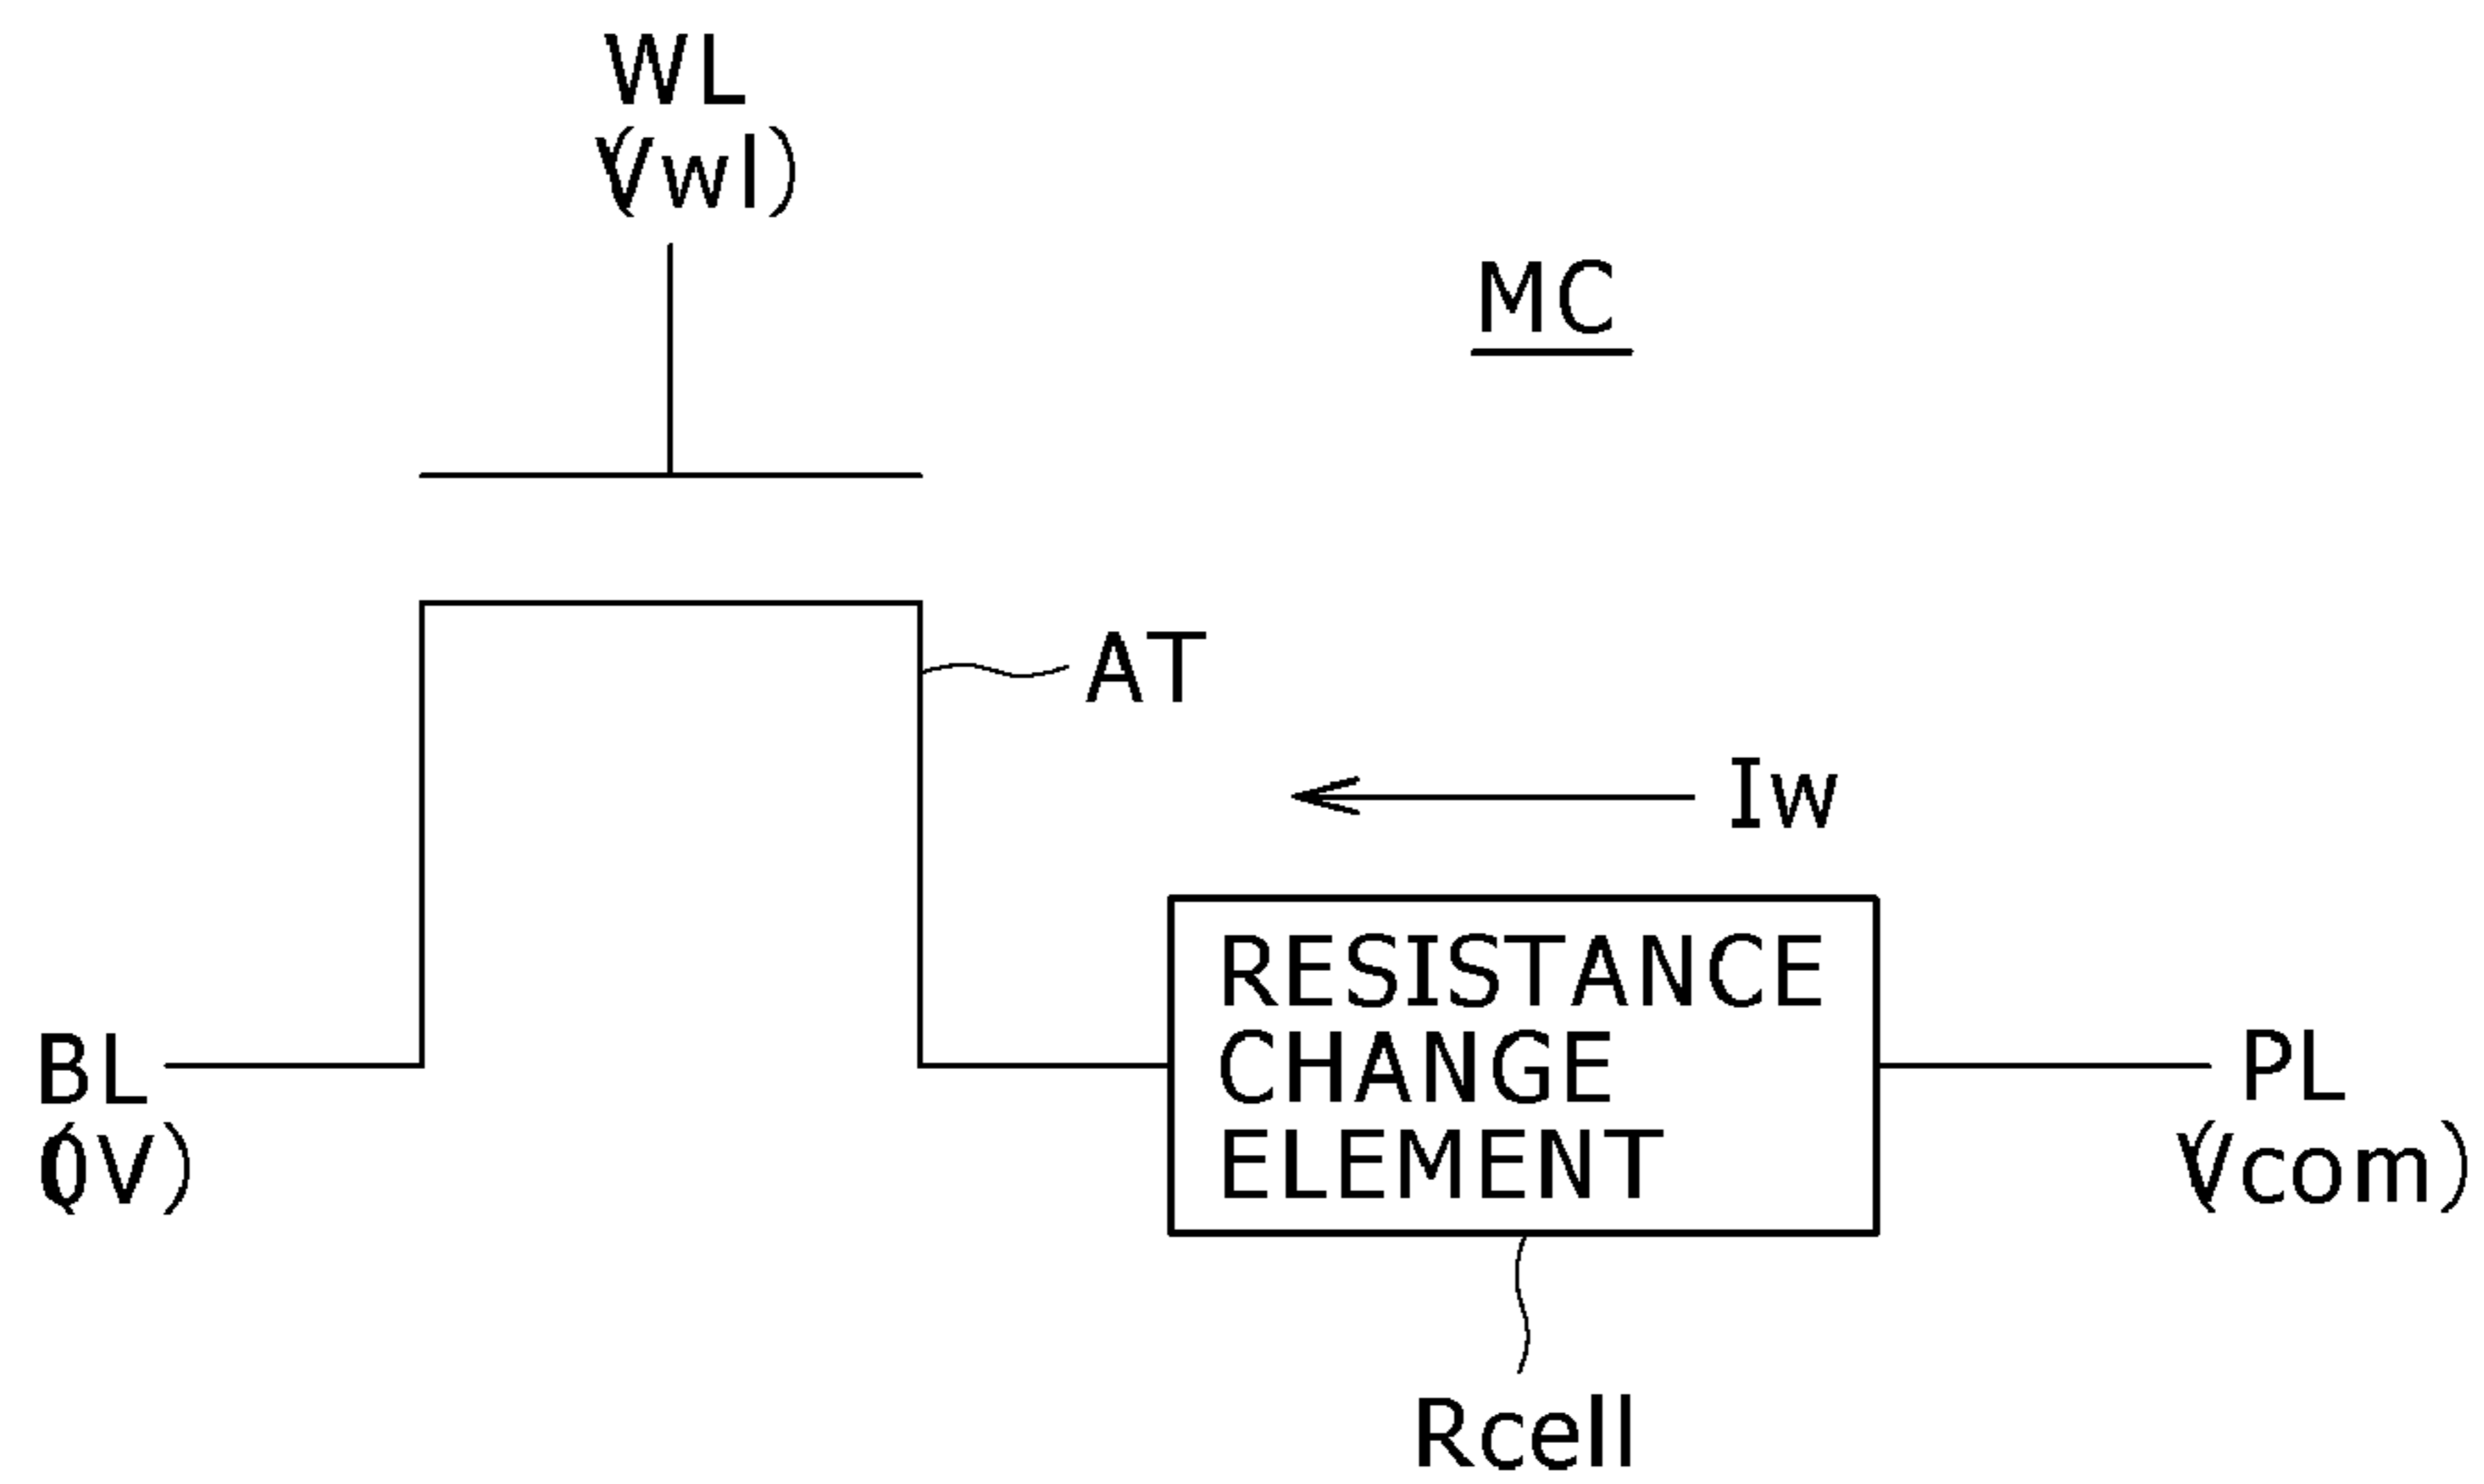 WL
(Vwl)
MC
AT
Iw
RESISTANCE
CHANGE
ELEMENT
BL
(0V)
PL
(Vcom)
Rcell